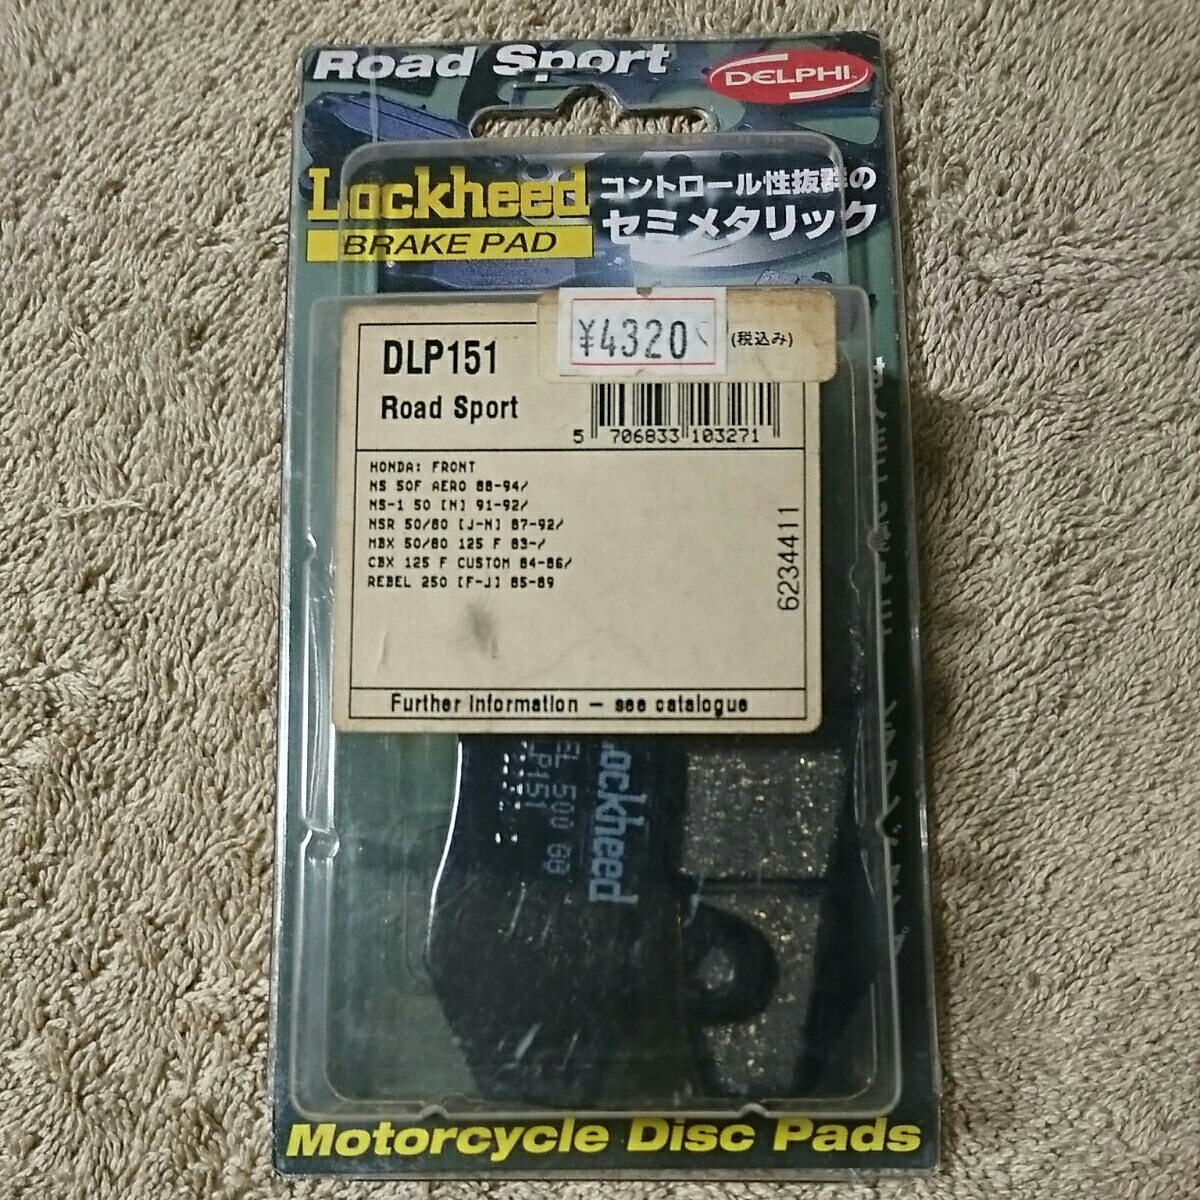 Road Sport
DELPHI
Lockheed
BRAKE PAD
コントロール性抜群の
セミメタリック
¥4320
(税込み)
DLP151
Road Sport
5 706833 103271
HONDA: FRONT
NS 50F AERO 88-94/
NS-1 50 [N] 91-92/
NSR 50/80 [J-N] 87-92/
MBX 50/80 125 F 83-/
CBX 125 F CUSTOM 84-86/
REBEL 250 [F-J] 85-89
6234411
Further information – see catalogue
Lockheed
500 GG
P151
Motorcycle Disc Pads